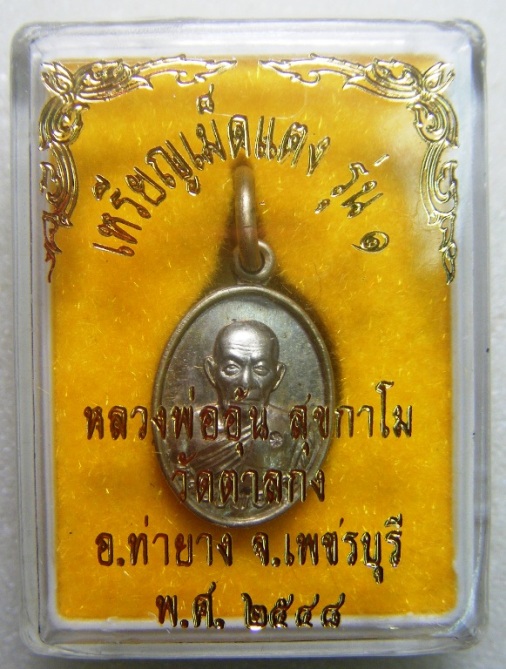 เหรียญเม็ดแตง รุ่น ๑
หลวงพ่ออุ้น สุขกาโม
วัดตาลกง
อ.ท่ายาง จ.เพชรบุรี
พ.ศ. ๒๕๔๘